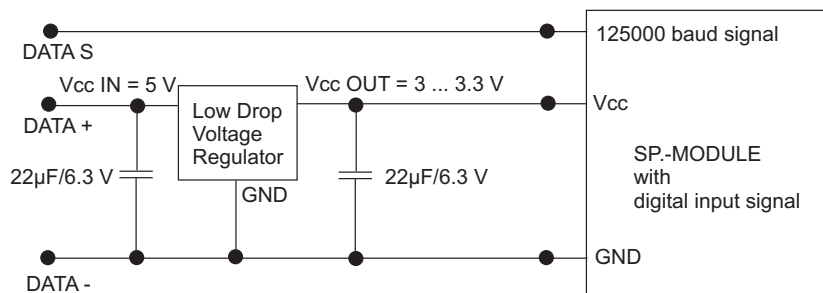 125000 baud signal
DATA S
Vcc IN = 5 V
Vcc OUT = 3 ... 3.3 V
DATA +
Low Drop
Voltage
Regulator
Vcc
22µF/6.3 V
GND
22µF/6.3 V
SP.-MODULE
with
digital input signal
GND
DATA -